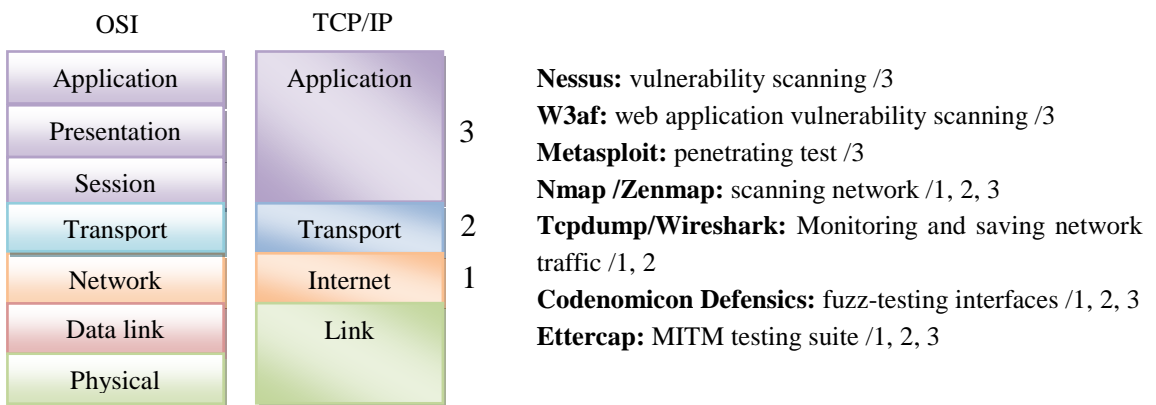 OSI
TCP/IP
Application
Presentation
Session
Transport
Network
Data link
Physical
Application
3
Transport
2
Internet
1
Link
Nessus: vulnerability scanning /3
W3af: web application vulnerability scanning /3
Metasploit: penetrating test /3
Nmap /Zenmap: scanning network /1, 2, 3
Tcpdump/Wireshark: Monitoring and saving network
traffic /1, 2
Codenomicon Defensics: fuzz-testing interfaces /1, 2, 3
Ettercap: MITM testing suite /1, 2, 3